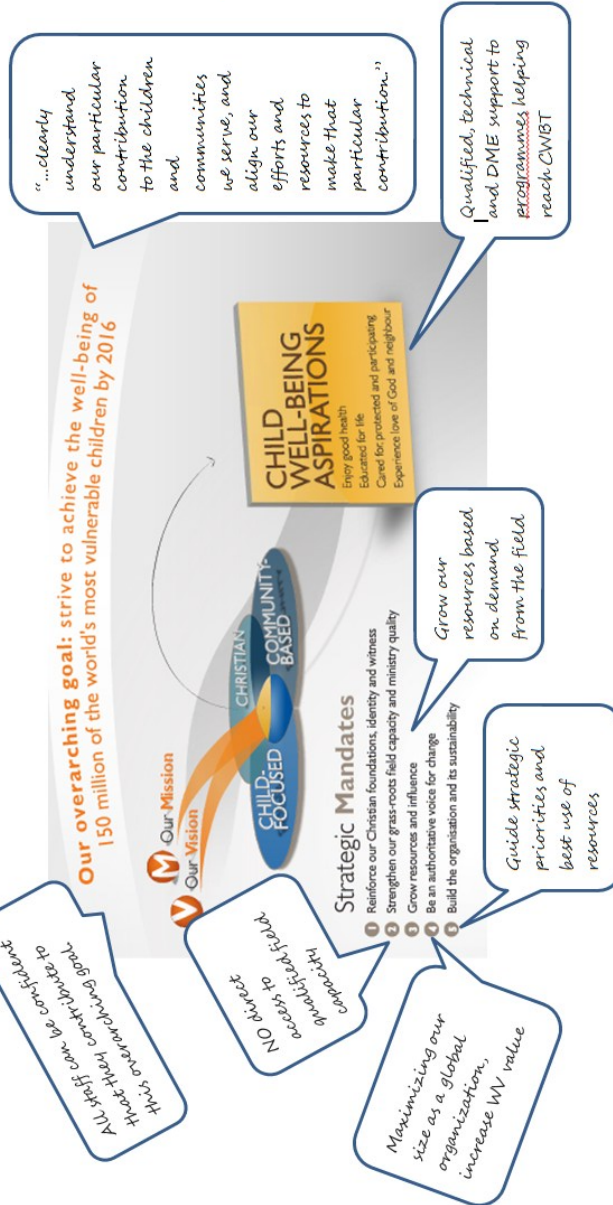 All staff can be confident
that they contribute to
this overarching goal.
“...clearly
understand
our particular
contribution
to the children
and
communities
we serve, and
align our
efforts and
resources to
make that
particular
contribution.”
Our overarching goal: strive to achieve the well-being of
150 million of the world's most vulnerable children by 2016
V Our Vision
M Our Mission
CHILD-
FOCUSED
CHRISTIAN
COMMUNITY-
BASED
CHILD
WELL-BEING
ASPIRATIONS
Enjoy good health
Educated for life
Cared for, protected and participating
Experience love of God and neighbour
NO direct
access to
qualified field
capacity
Strategic Mandates
1 Reinforce our Christian foundations, identity and witness
2 Strengthen our grass-roots field capacity and ministry quality
3 Grow resources and influence
4 Be an authoritative voice for change
5 Build the organisation and its sustainability
Qualified, technical
and DME support to
programmes helping
reach CWBT
Maximizing our
size as a global
organization,
increase WV value
Guide strategic
priorities and
best use of
resources
Grow our
resources based
on demand
from the field